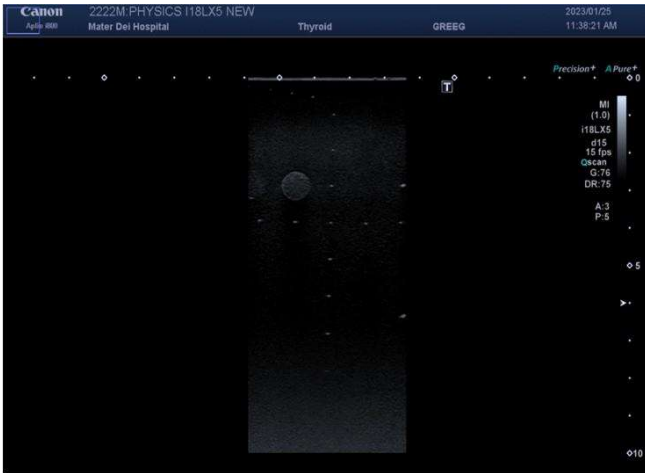 Canon 2222M:PHYSICS I18LX5 NEW 2023/01/25
Aplio i800 Mater Dei Hospital Thyroid GREEG 11:38:21 AM
Precision+ APure+
0
T
MI
(1.0)
i18LX5
d15
15 fps
Qscan
G:76
DR:75
A:3
P:5
5
10